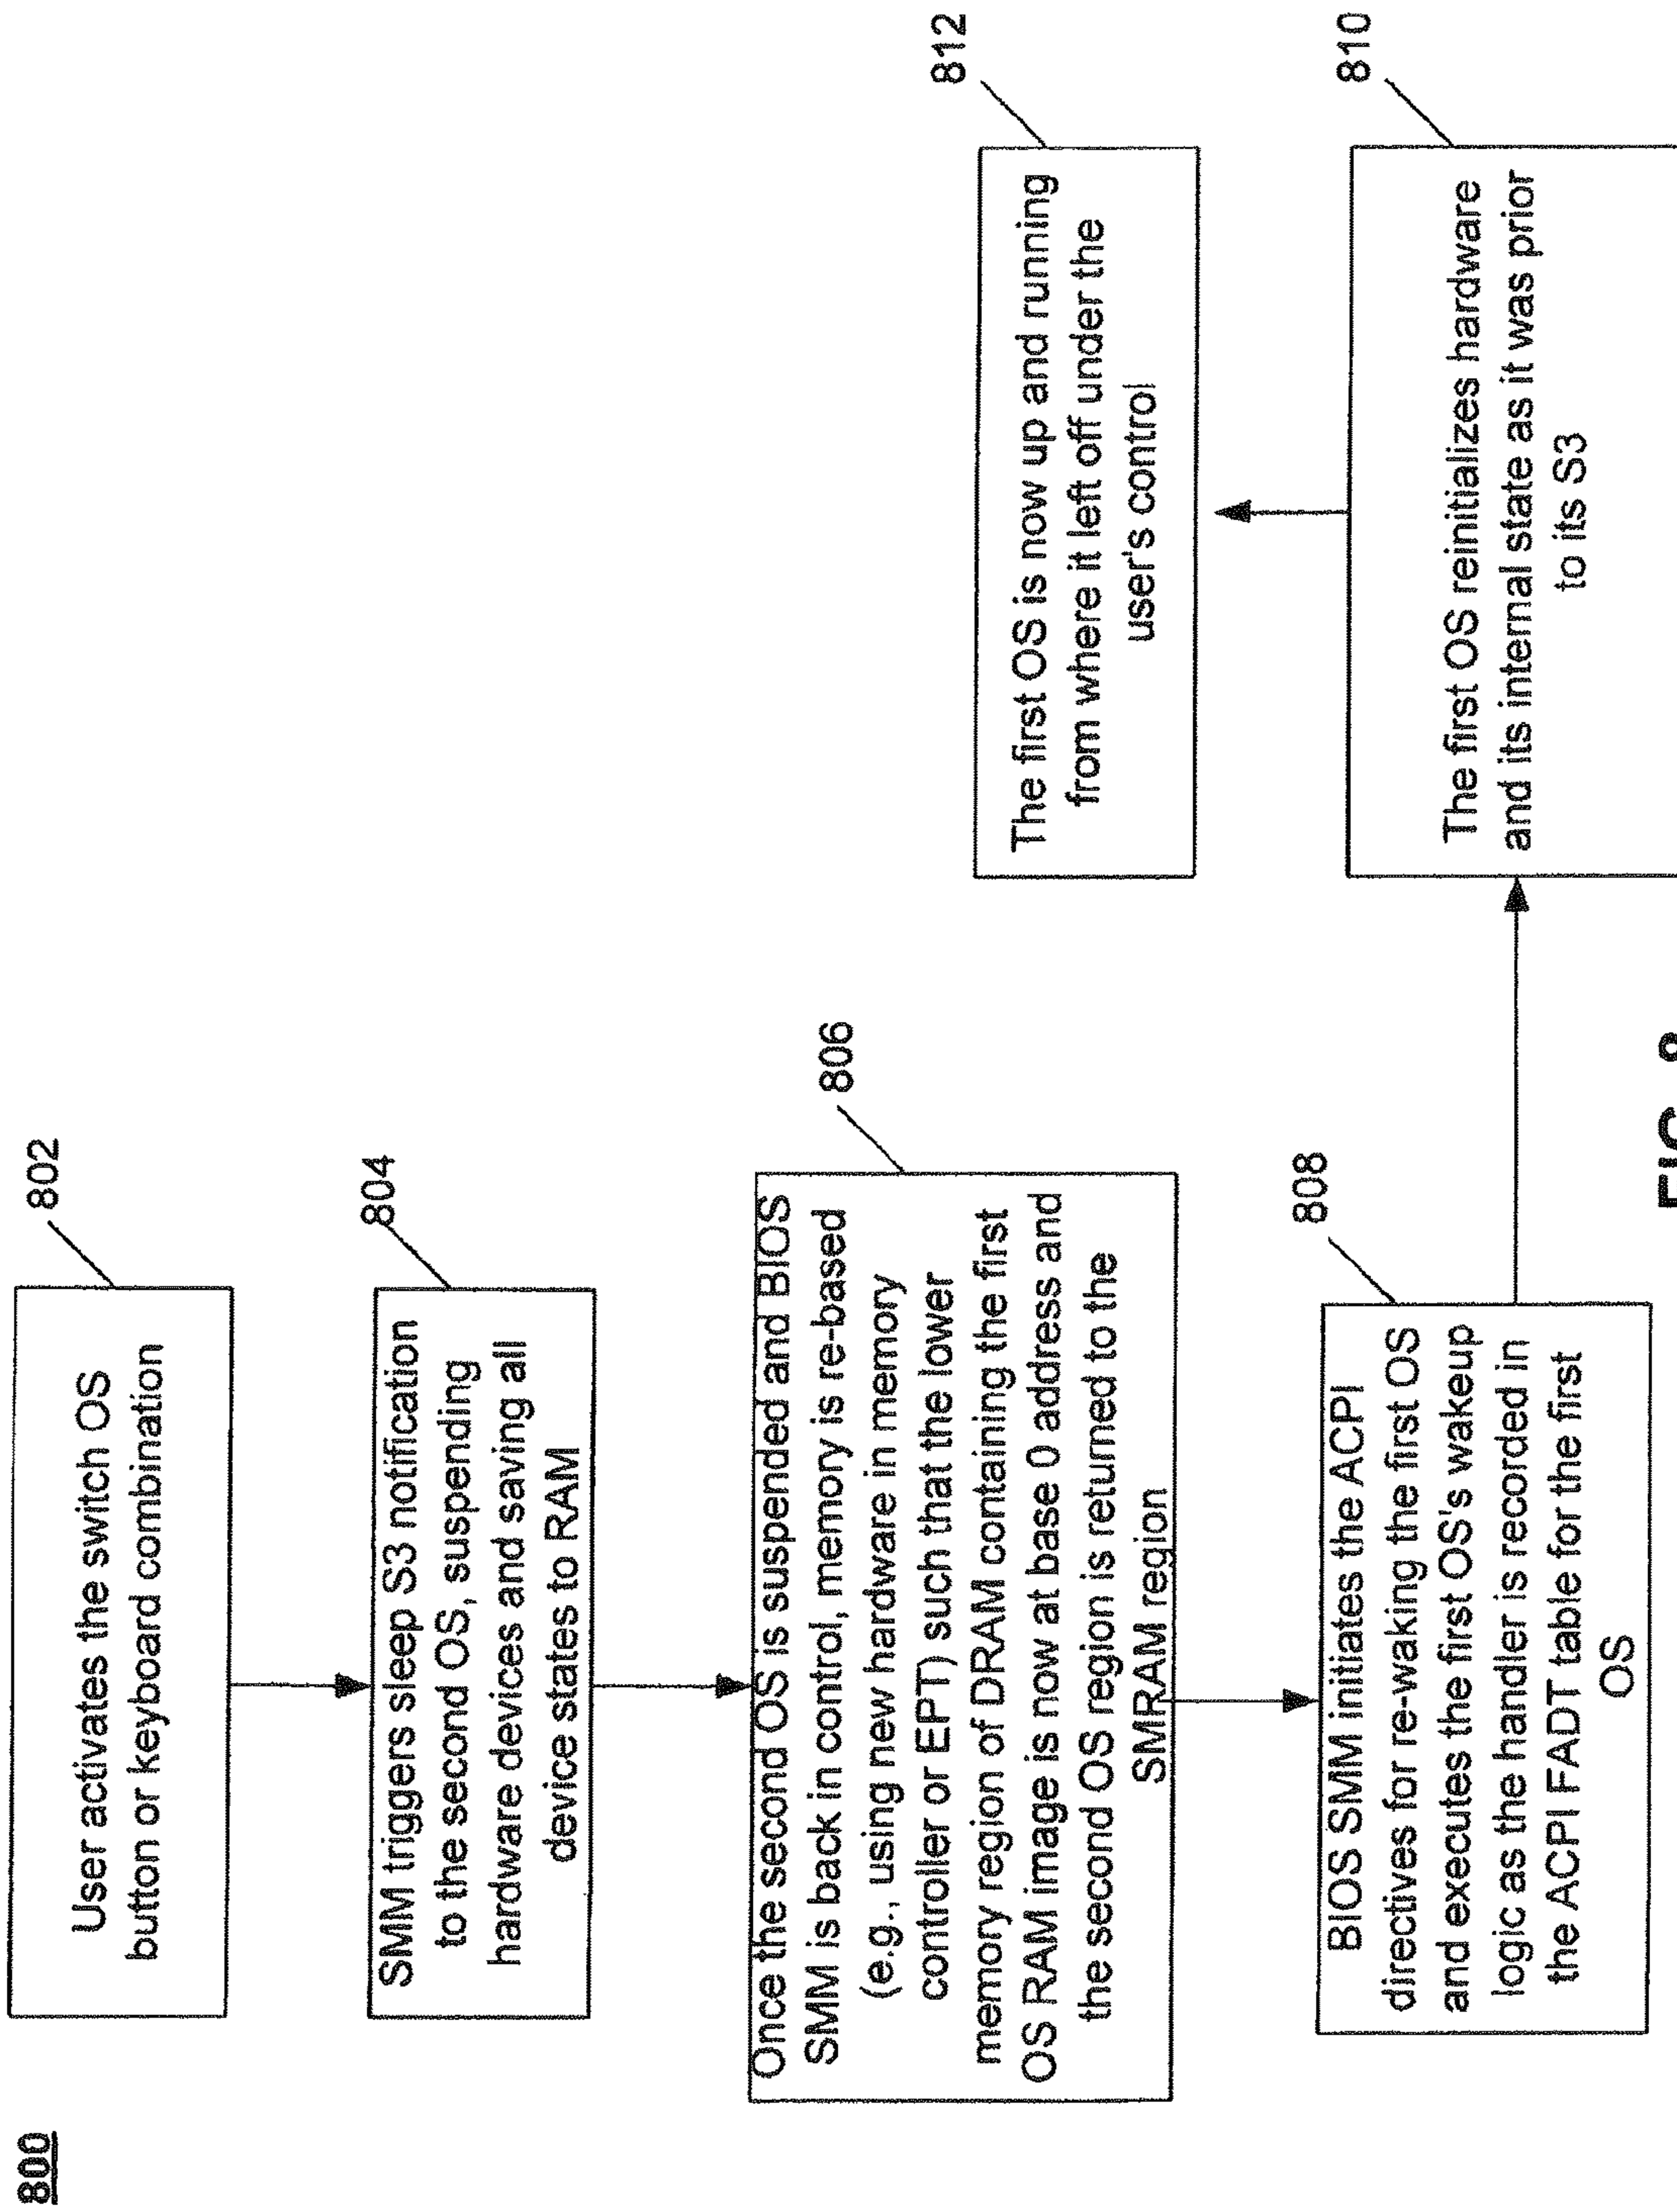 800
802
User activates the switch OS
button or keyboard combination
804
SMM triggers sleep S3 notification
to the second OS, suspending
hardware devices and saving all
device states to RAM
806
Once the second OS is suspended and BIOS
SMM is back in control, memory is re-based
(e.g., using new hardware in memory
controller or EPT) such that the lower
memory region of DRAM containing the first
OS RAM image is now at base 0 address and
the second OS region is returned to the
SMRAM region
808
BIOS SMM initiates the ACPI
directives for re-waking the first OS
and executes the first OS's wakeup
logic as the handler is recorded in
the ACPI FADT table for the first
OS
810
The first OS reinitializes hardware
and its internal state as it was prior
to its S3
812
The first OS is now up and running
from where it left off under the
user's control
FIG. 8